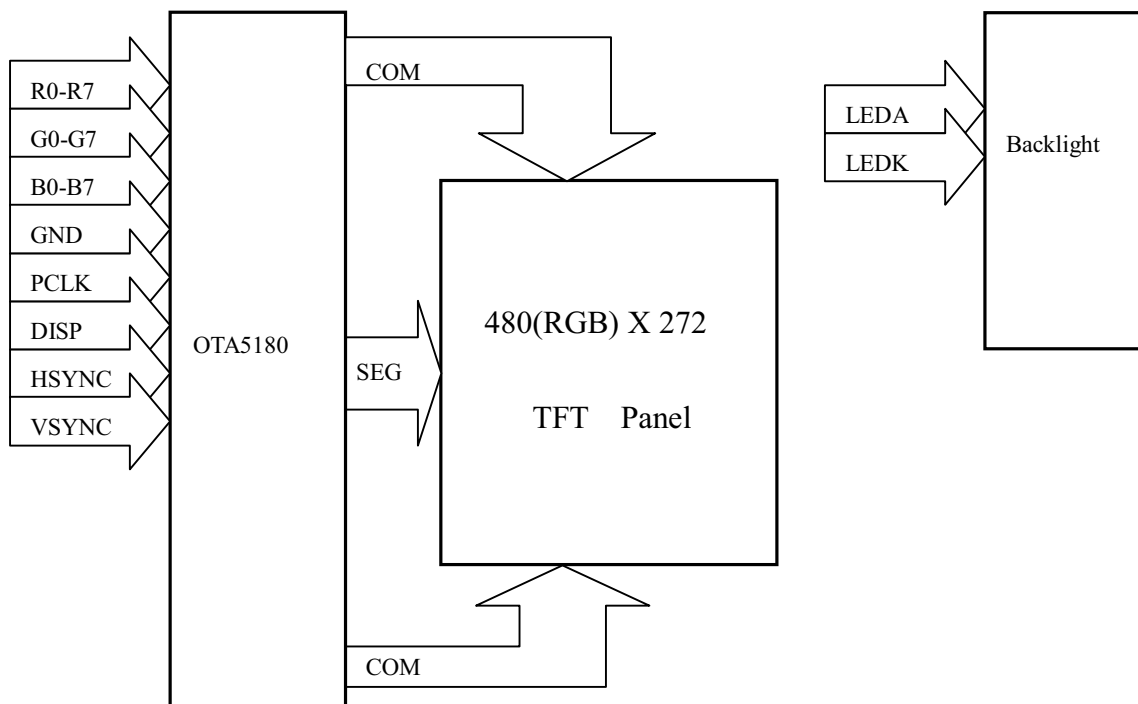 R0-R7
G0-G7
B0-B7
GND
PCLK
DISP
HSYNC
VSYNC
OTA5180
COM
SEG
COM
480(RGB) X 272
TFT Panel
LEDA
LEDK
Backlight